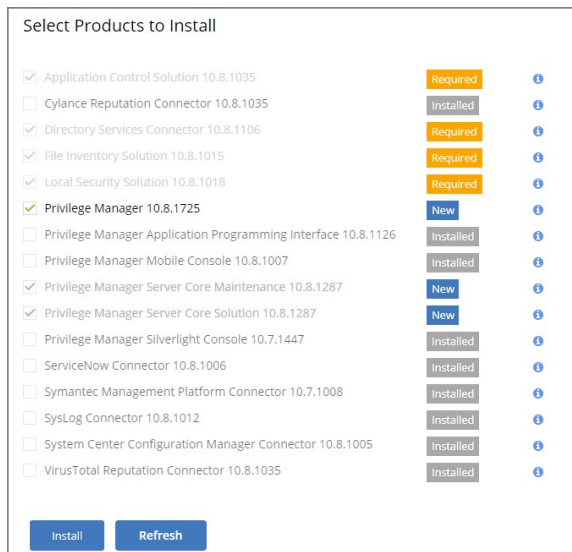 Select Products to Install
Application Control Solution 10.8.1035 Required
Cylance Reputation Connector 10.8.1035 Installed
Directory Services Connector 10.8.1106 Required
File Inventory Solution 10.8.1015 Required
Local Security Solution 10.8.1018 Required
Privilege Manager 10.8.1725 New
Privilege Manager Application Programming Interface 10.8.1126 Installed
Privilege Manager Mobile Console 10.8.1007 Installed
Privilege Manager Server Core Maintenance 10.8.1287 New
Privilege Manager Server Core Solution 10.8.1287 New
Privilege Manager Silverlight Console 10.7.1447 Installed
ServiceNow Connector 10.8.1006 Installed
Symantec Management Platform Connector 10.7.1008 Installed
SysLog Connector 10.8.1012 Installed
System Center Configuration Manager Connector 10.8.1005 Installed
VirusTotal Reputation Connector 10.8.1035 Installed
Install Refresh